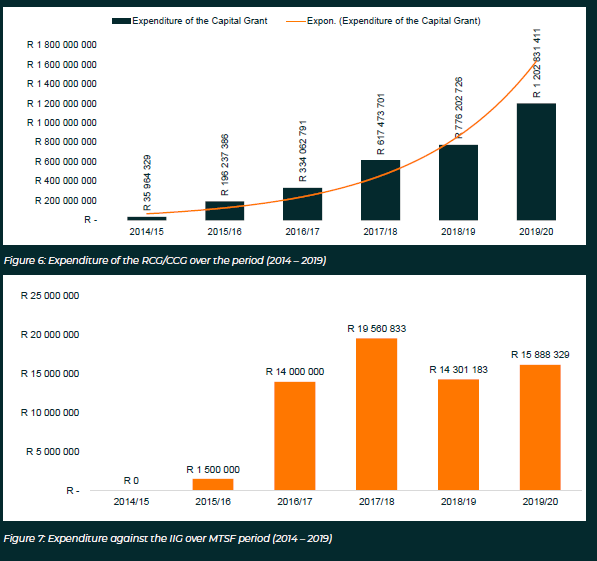 Expenditure of the Capital Grant
Expon. (Expenditure of the Capital Grant)
R 1 800 000 000
R 1 600 000 000
R 1 400 000 000
R 1 200 000 000
R 1 000 000 000
R 800 000 000
R 600 000 000
R 400 000 000
R 200 000 000
R -
R 35 964 329
R 196 237 386
R 334 062 791
R 617 473 701
R 776 202 726
R 1 202 831 411
2014/15
2015/16
2016/17
2017/18
2018/19
2019/20
Figure 6: Expenditure of the RCG/CCG over the period (2014 – 2019)
R 25 000 000
R 20 000 000
R 15 000 000
R 10 000 000
R 5 000 000
R -
R 0
R 1 500 000
R 14 000 000
R 19 560 833
R 14 301 183
R 15 888 329
2014/15
2015/16
2016/17
2017/18
2018/19
2019/20
Figure 7: Expenditure against the IIG over MTSF period (2014 – 2019)